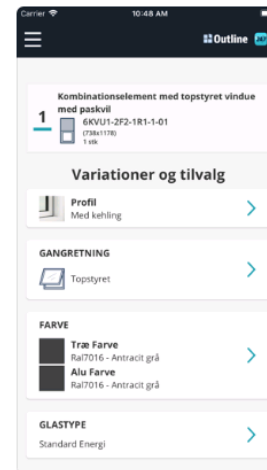 Carrier 10:48 AM
Outline
Kombinationselement med topstyret vindue
med paskvil
1
6KVU1-2F2-1R1-1-01
(738x1178)
1 stk
Variationer og tilvalg
Profil
Med kehling
GANGRETNING
Topstyret
FARVE
Træ Farve
Ral7016 - Antracit grå
Alu Farve
Ral7016 - Antracit grå
GLASTYPE
Standard Energi